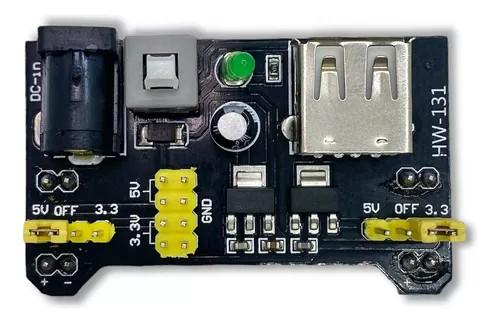 DC-in
HW-131
5V
3.3V
GND
5V OFF 3.3
5V OFF 3.3
+ -
+ -